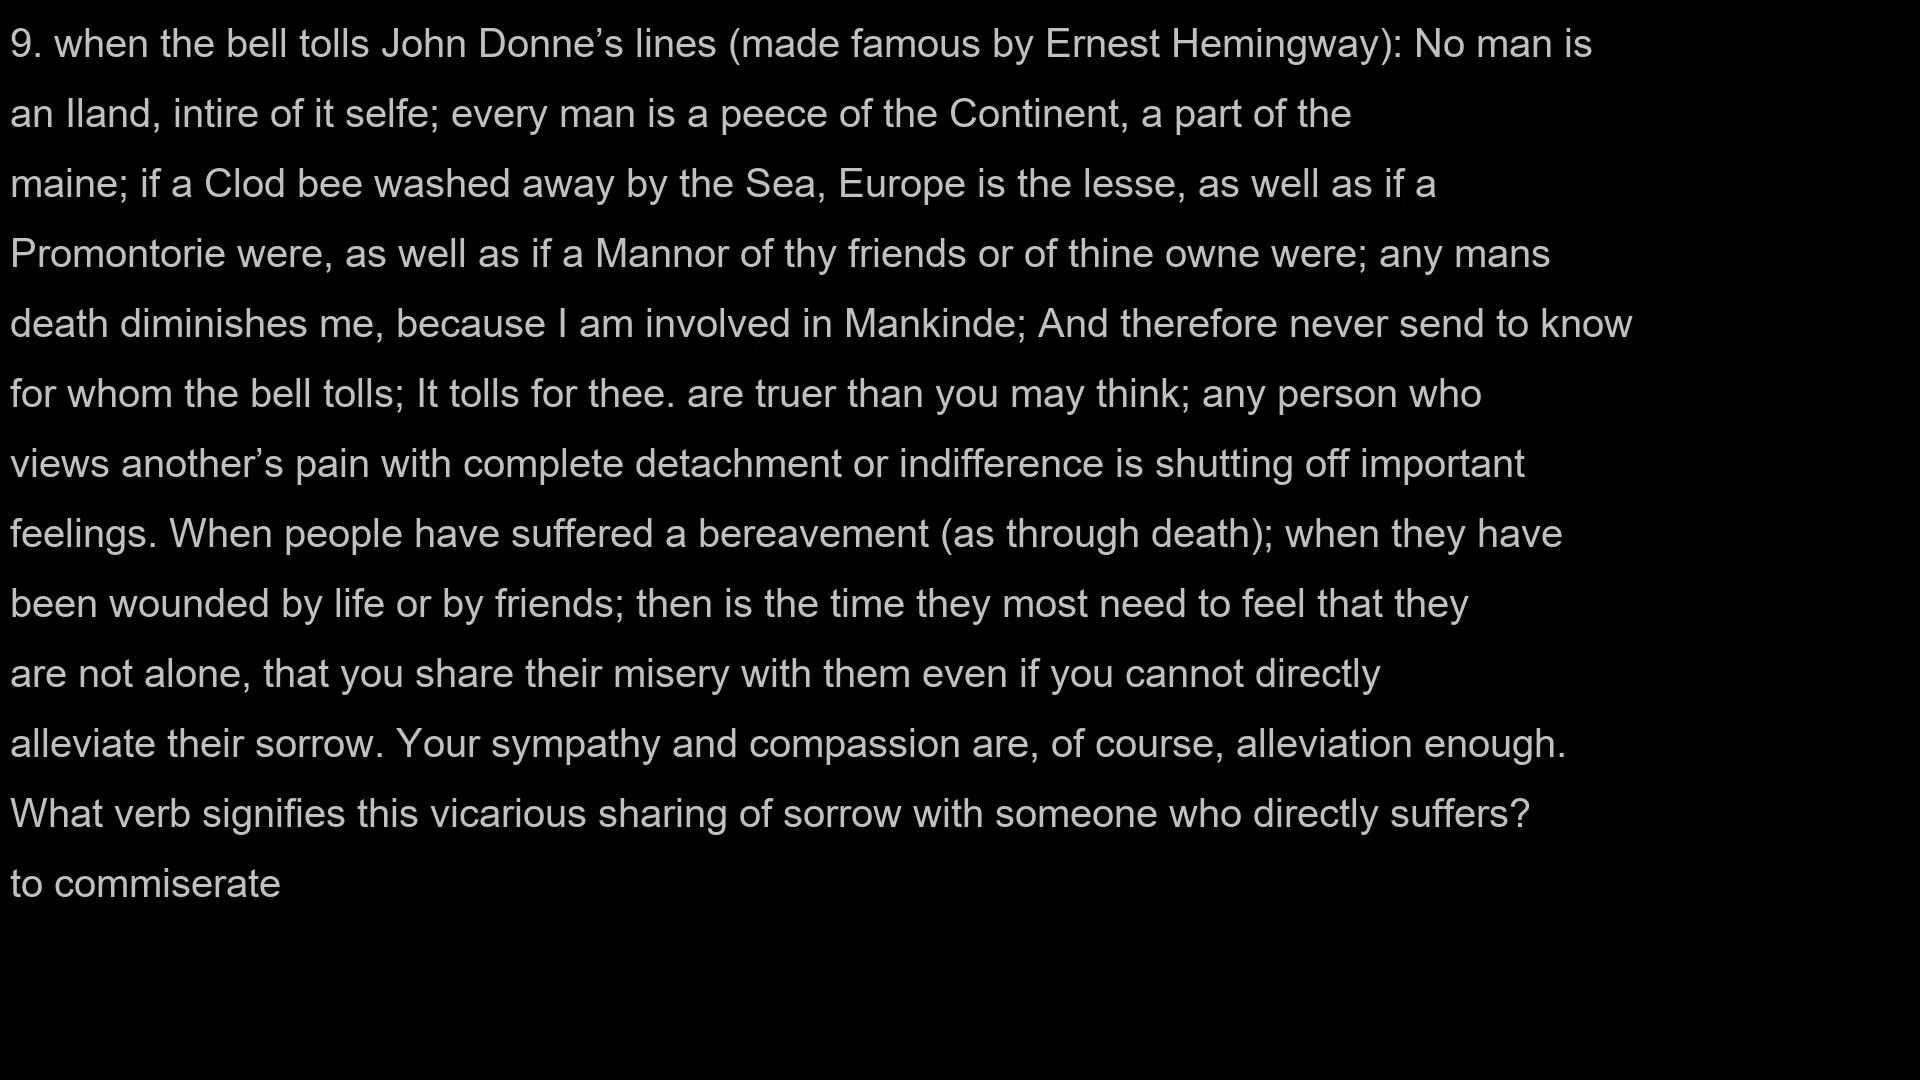 9. when the bell tolls John Donne’s lines (made famous by Ernest Hemingway): No man is
an Iland, intire of it selfe; every man is a peece of the Continent, a part of the
maine; if a Clod bee washed away by the Sea, Europe is the lesse, as well as if a
Promontorie were, as well as if a Mannor of thy friends or of thine owne were; any mans
death diminishes me, because I am involved in Mankinde; And therefore never send to know
for whom the bell tolls; It tolls for thee. are truer than you may think; any person who
views another’s pain with complete detachment or indifference is shutting off important
feelings. When people have suffered a bereavement (as through death); when they have
been wounded by life or by friends; then is the time they most need to feel that they
are not alone, that you share their misery with them even if you cannot directly
alleviate their sorrow. Your sympathy and compassion are, of course, alleviation enough.
What verb signifies this vicarious sharing of sorrow with someone who directly suffers?
to commiserate